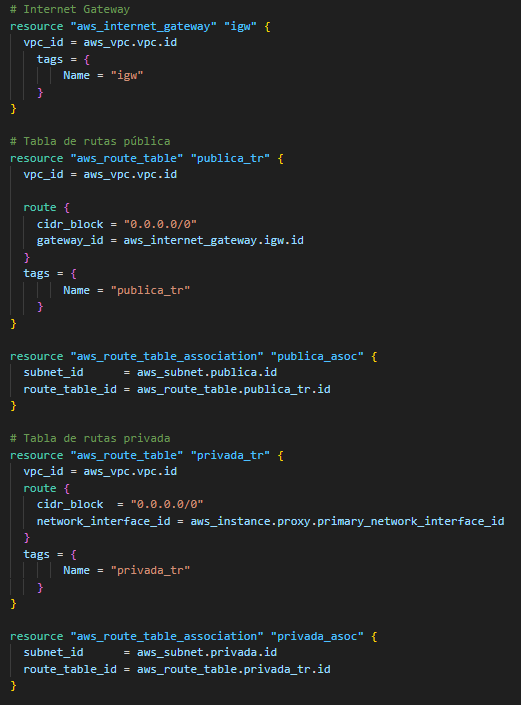 # Internet Gateway
resource "aws_internet_gateway" "igw" {
  vpc_id = aws_vpc.vpc.id
    tags = {
        Name = "igw"
    }
}

# Tabla de rutas pública
resource "aws_route_table" "publica_tr" {
  vpc_id = aws_vpc.vpc.id

  route {
    cidr_block = "0.0.0.0/0"
    gateway_id = aws_internet_gateway.igw.id
  }
  tags = {
        Name = "publica_tr"
    }
}

resource "aws_route_table_association" "publica_asoc" {
  subnet_id      = aws_subnet.publica.id
  route_table_id = aws_route_table.publica_tr.id
}

# Tabla de rutas privada
resource "aws_route_table" "privada_tr" {
  vpc_id = aws_vpc.vpc.id
  route {
    cidr_block  = "0.0.0.0/0"
    network_interface_id = aws_instance.proxy.primary_network_interface_id
  }
  tags = {
        Name = "privada_tr"
    }
}

resource "aws_route_table_association" "privada_asoc" {
  subnet_id      = aws_subnet.privada.id
  route_table_id = aws_route_table.privada_tr.id
}